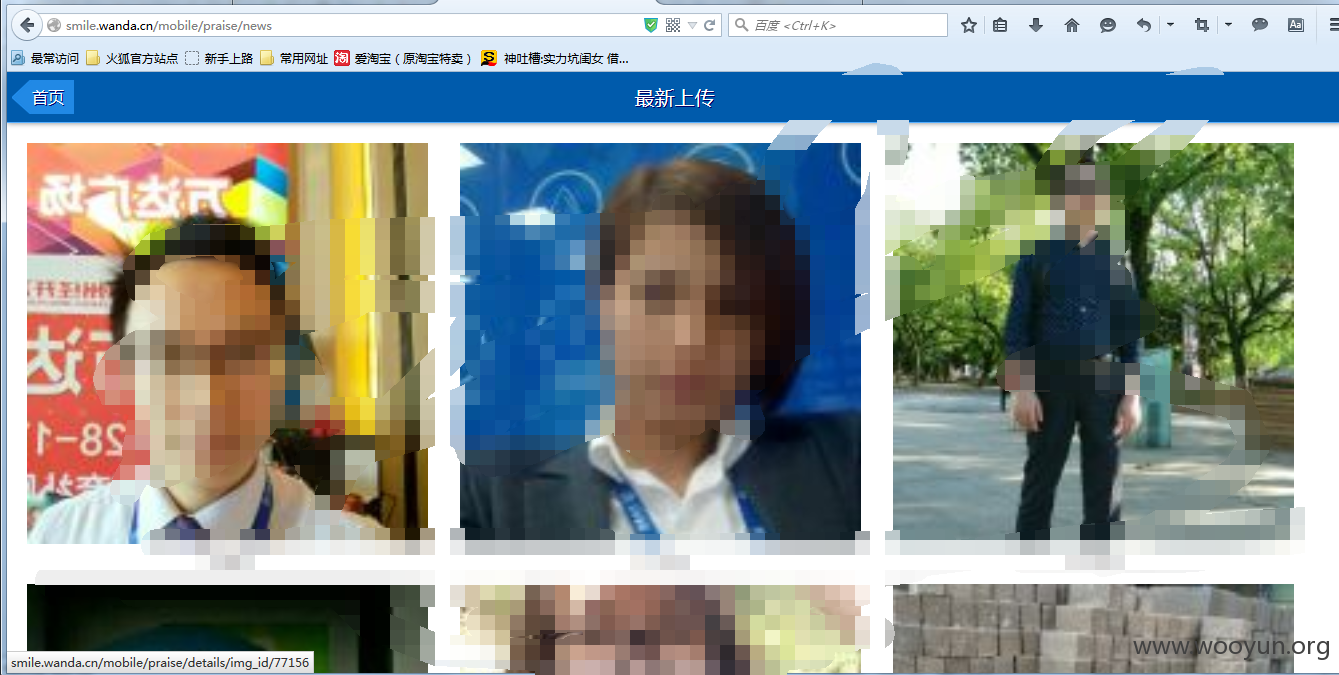 smile.wanda.cn/mobile/praise/news
百度 <Ctrl+K>
最常访问 火狐官方站点 新手上路 常用网址 淘 爱淘宝（原淘宝特卖） S 神吐槽:实力坑闺女 借...
首页
最新上传
万达广场
28-1
smile.wanda.cn/mobile/praise/details/img_id/77156
www.wooyun.org